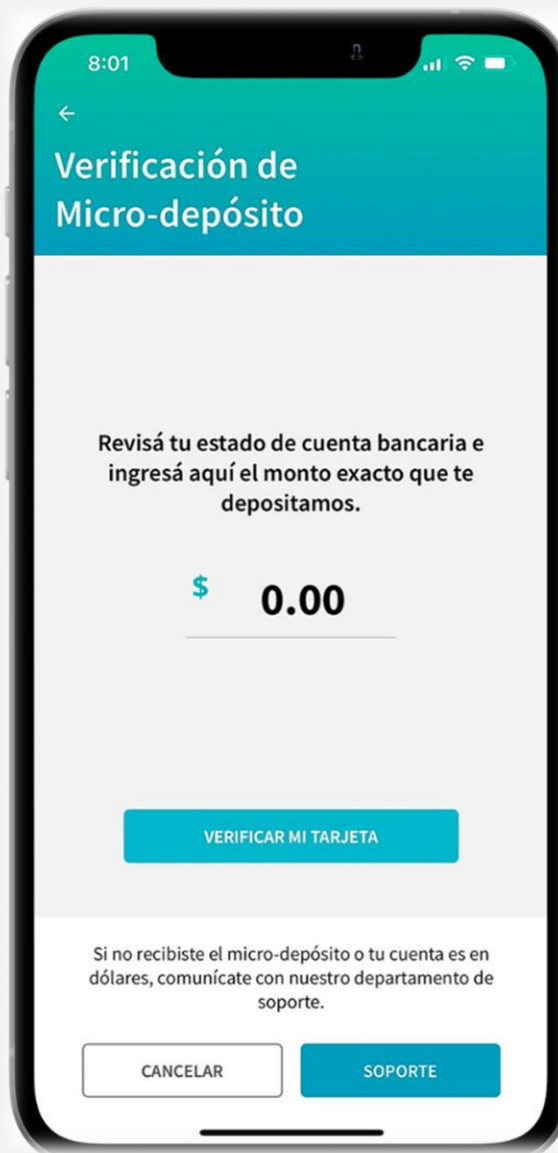 8:01
Verificación de
Micro-depósito
Revisá tu estado de cuenta bancaria e
ingresá aquí el monto exacto que te
depositamos.
$ 0.00
VERIFICAR MI TARJETA
Si no recibiste el micro-depósito o tu cuenta es en
dólares, comunícate con nuestro departamento de
soporte.
CANCELAR SOPORTE